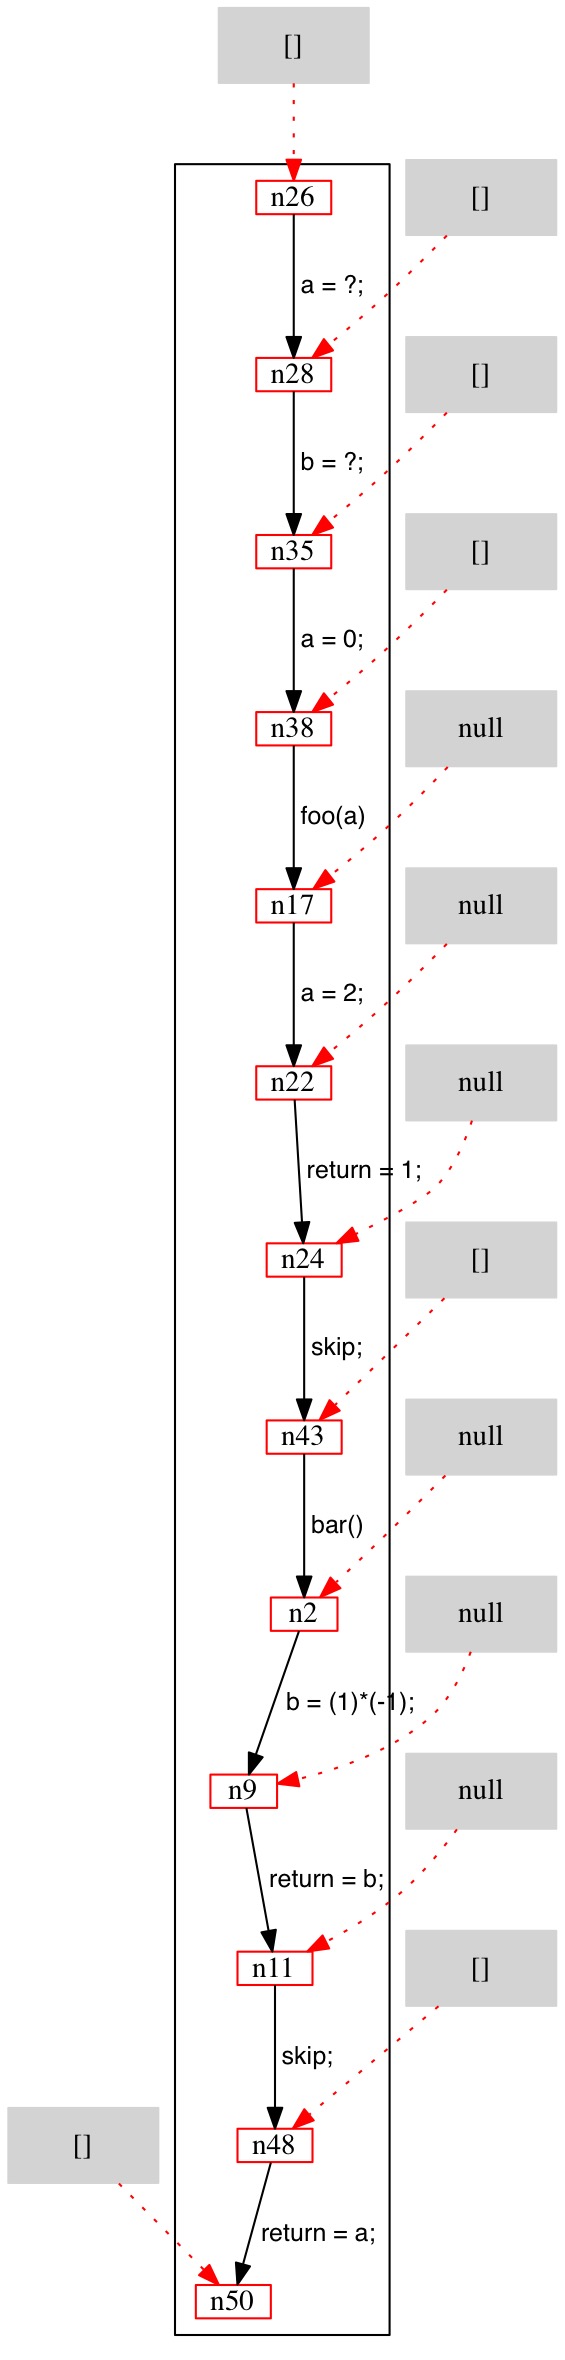 []
n26
[]
a = ?;
n28
[]
b = ?;
n35
[]
a = 0;
n38
null
foo(a)
n17
null
a = 2;
n22
null
return = 1;
n24
[]
skip;
n43
null
bar()
n2
null
b = (1)*(-1);
n9
null
return = b;
n11
[]
skip;
n48
[]
return = a;
n50